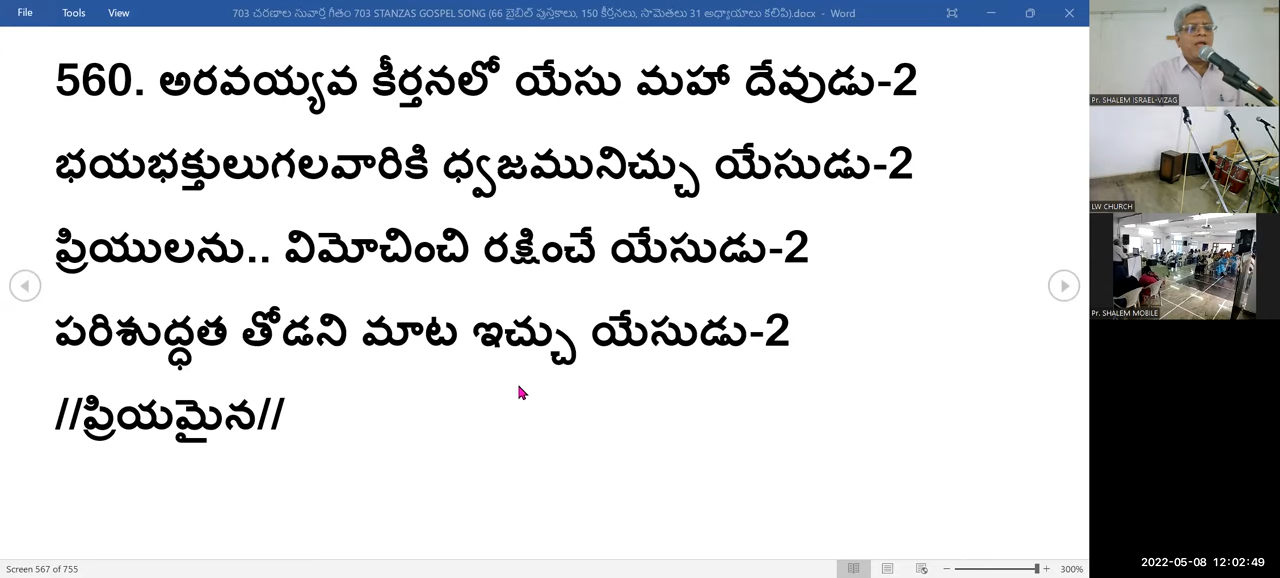 File Tools View 703 చరణాల సువార్త గీతం 703 STANZAS GOSPEL SONG (66 బైబిల్ పుస్తకాలు, 150 కీర్తనలు, సామెతలు 31 అధ్యాయాలు కలిపి).docx - Word
560. అరవయ్యవ కీర్తనలో యేసు మహా దేవుడు-2
భయభక్తులుగలవారికి ధ్వజమునిచ్చు యేసుడు-2
ప్రియులను.. విమోచించి రక్షించే యేసుడు-2
పరిశుద్ధత తోడని మాట ఇచ్చు యేసుడు-2
//ప్రియమైన//
Pr. SHALEM ISRAEL-VIZAG
LW CHURCH
Pr. SHALEM MOBILE
2022-05-08 12:02:49
Screen 567 of 755
300%